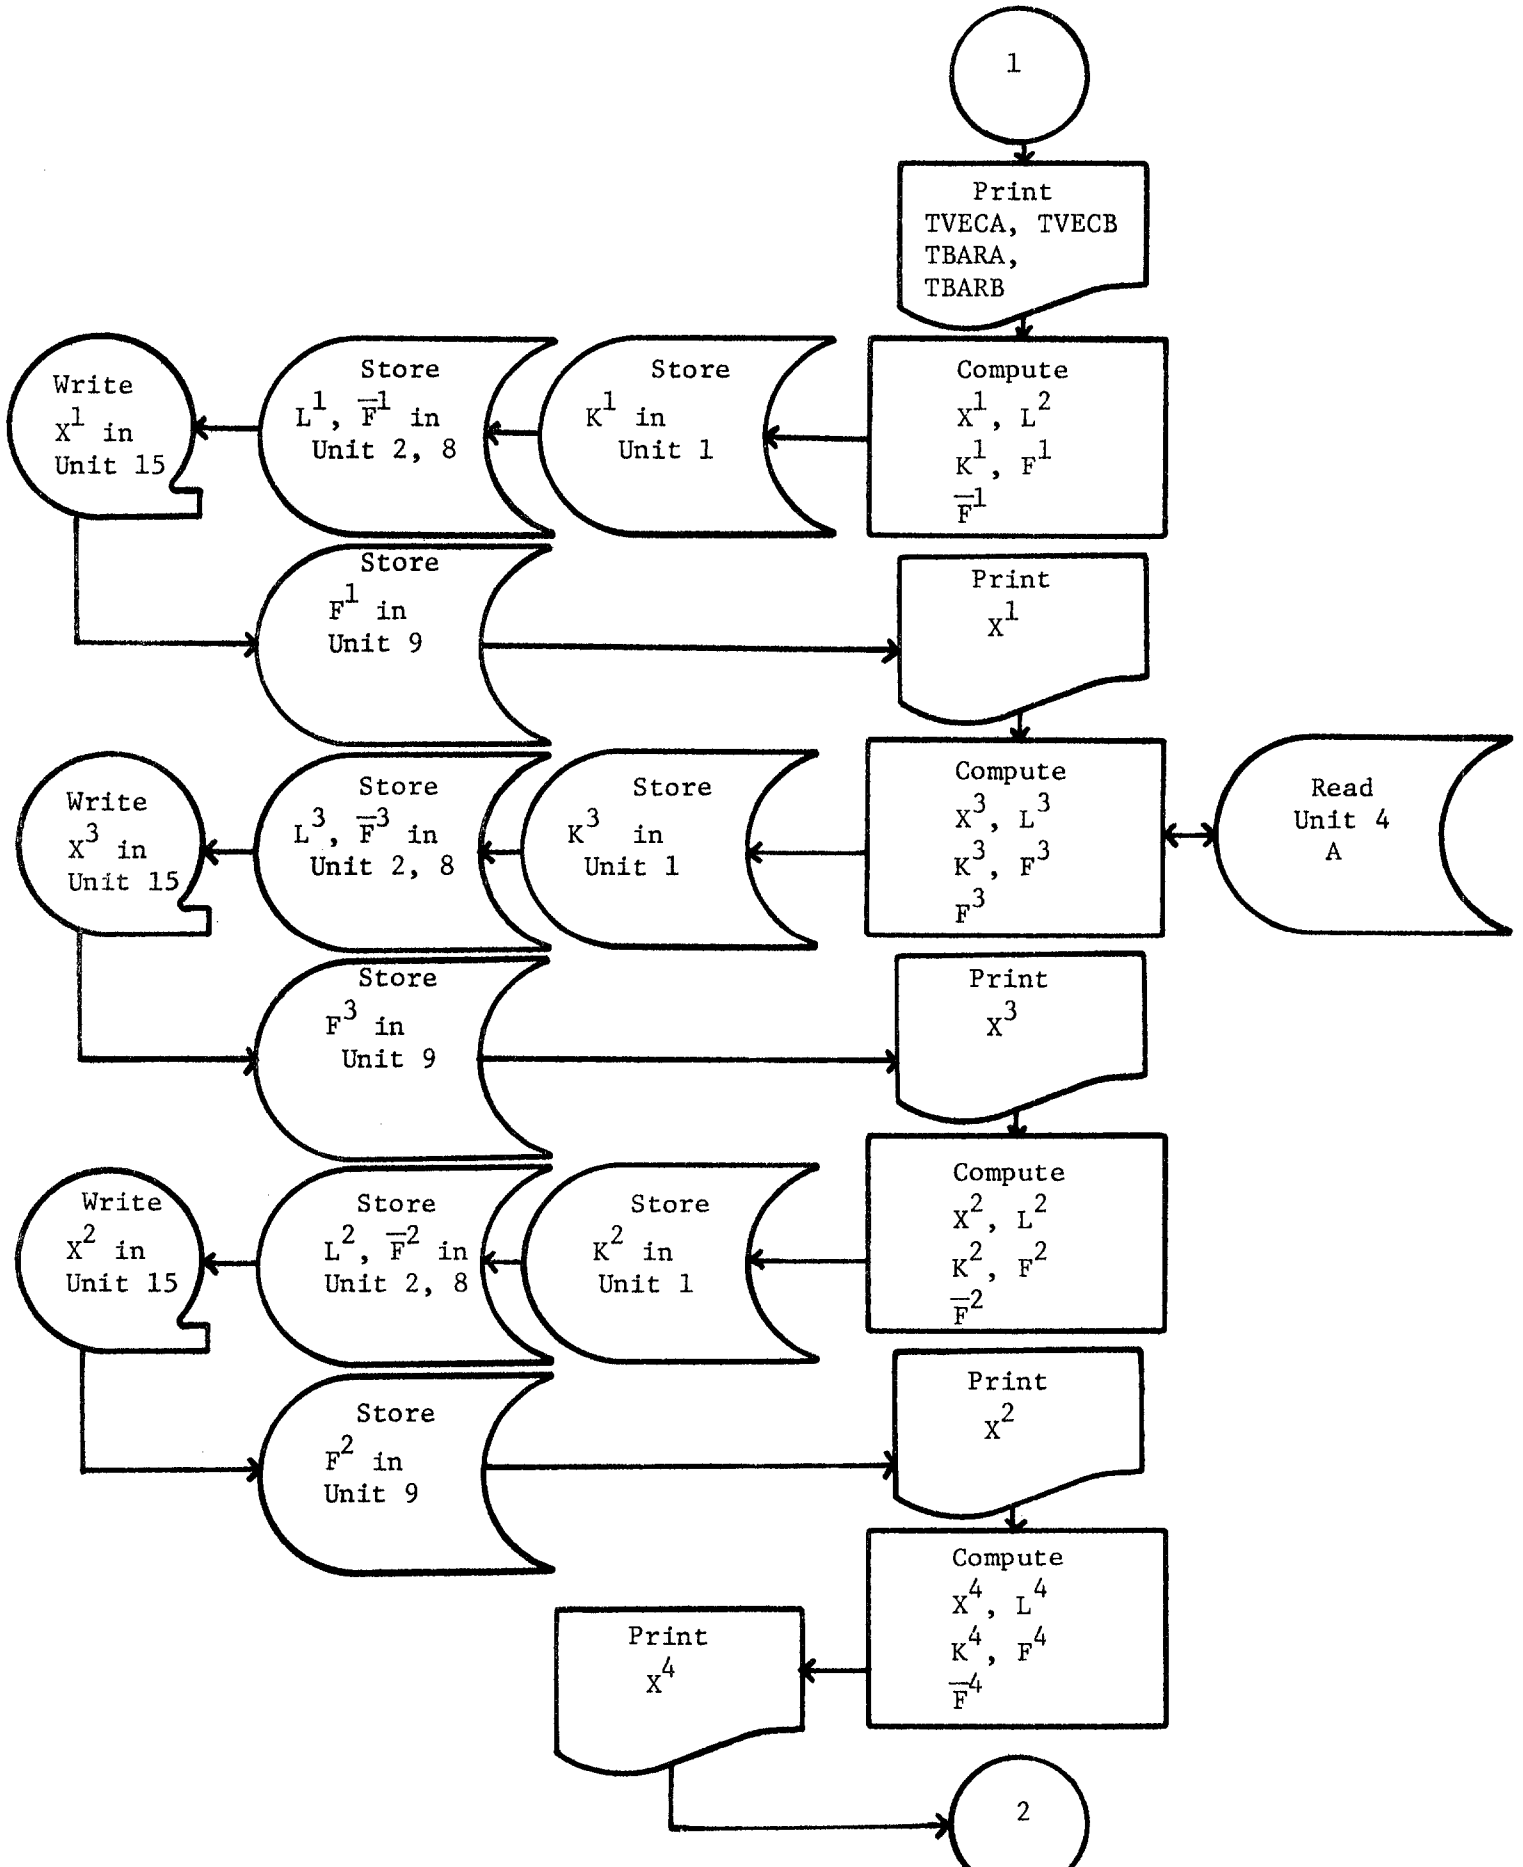 1
Print
TVECA, TVECB
TBARA,
TBARB
Write
X¹ in
Unit 15
Store
L¹, F̅¹ in
Unit 2, 8
Store
K¹ in
Unit 1
Compute
X¹, L²
K¹, F¹
F̅¹
Store
F¹ in
Unit 9
Print
X¹
Write
X³ in
Unit 15
Store
L³, F̅³ in
Unit 2, 8
Store
K³ in
Unit 1
Compute
X³, L³
K³, F³
F³
Read
Unit 4
A
Store
F³ in
Unit 9
Print
X³
Write
X² in
Unit 15
Store
L², F̅² in
Unit 2, 8
Store
K² in
Unit 1
Compute
X², L²
K², F²
F̅²
Store
F² in
Unit 9
Print
X²
Compute
X⁴, L⁴
K⁴, F⁴
F̅⁴
Print
X⁴
2